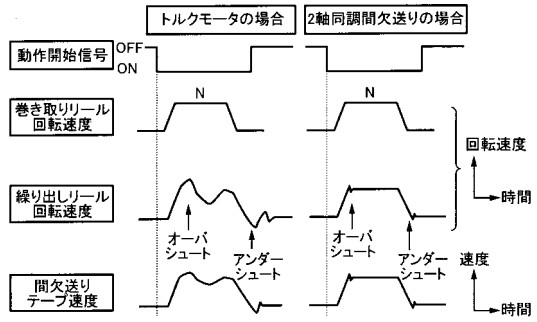 トルクモータの場合
2軸同調間欠送りの場合
動作開始信号
OFF
ON
巻き取りリール
回転速度
N
N
回転速度
時間
繰り出しリール
回転速度
オーバ
シュート
アンダー
シュート
オーバ
シュート
アンダー
シュート
間欠送り
テープ速度
速度
時間